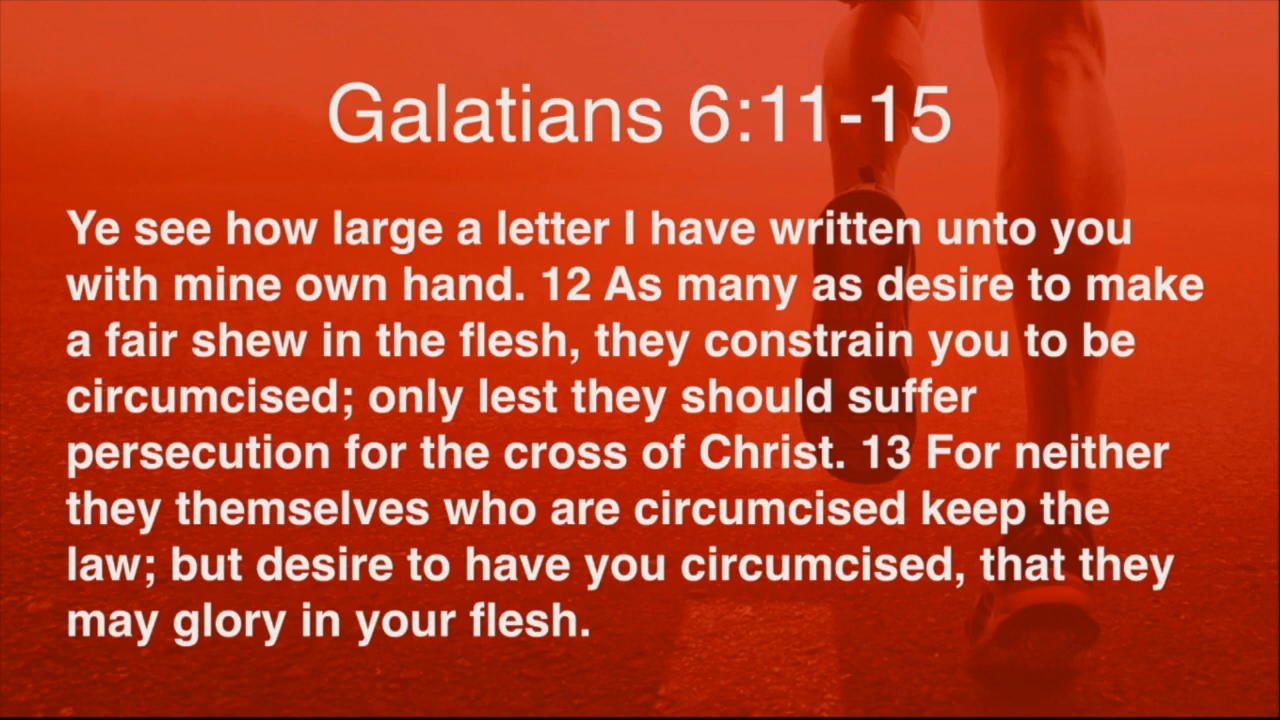 Galatians 6:11-15
Ye see how large a letter I have written unto you
with mine own hand. 12 As many as desire to make
a fair shew in the flesh, they constrain you to be
circumcised; only lest they should suffer
persecution for the cross of Christ. 13 For neither
they themselves who are circumcised keep the
law; but desire to have you circumcised, that they
may glory in your flesh.